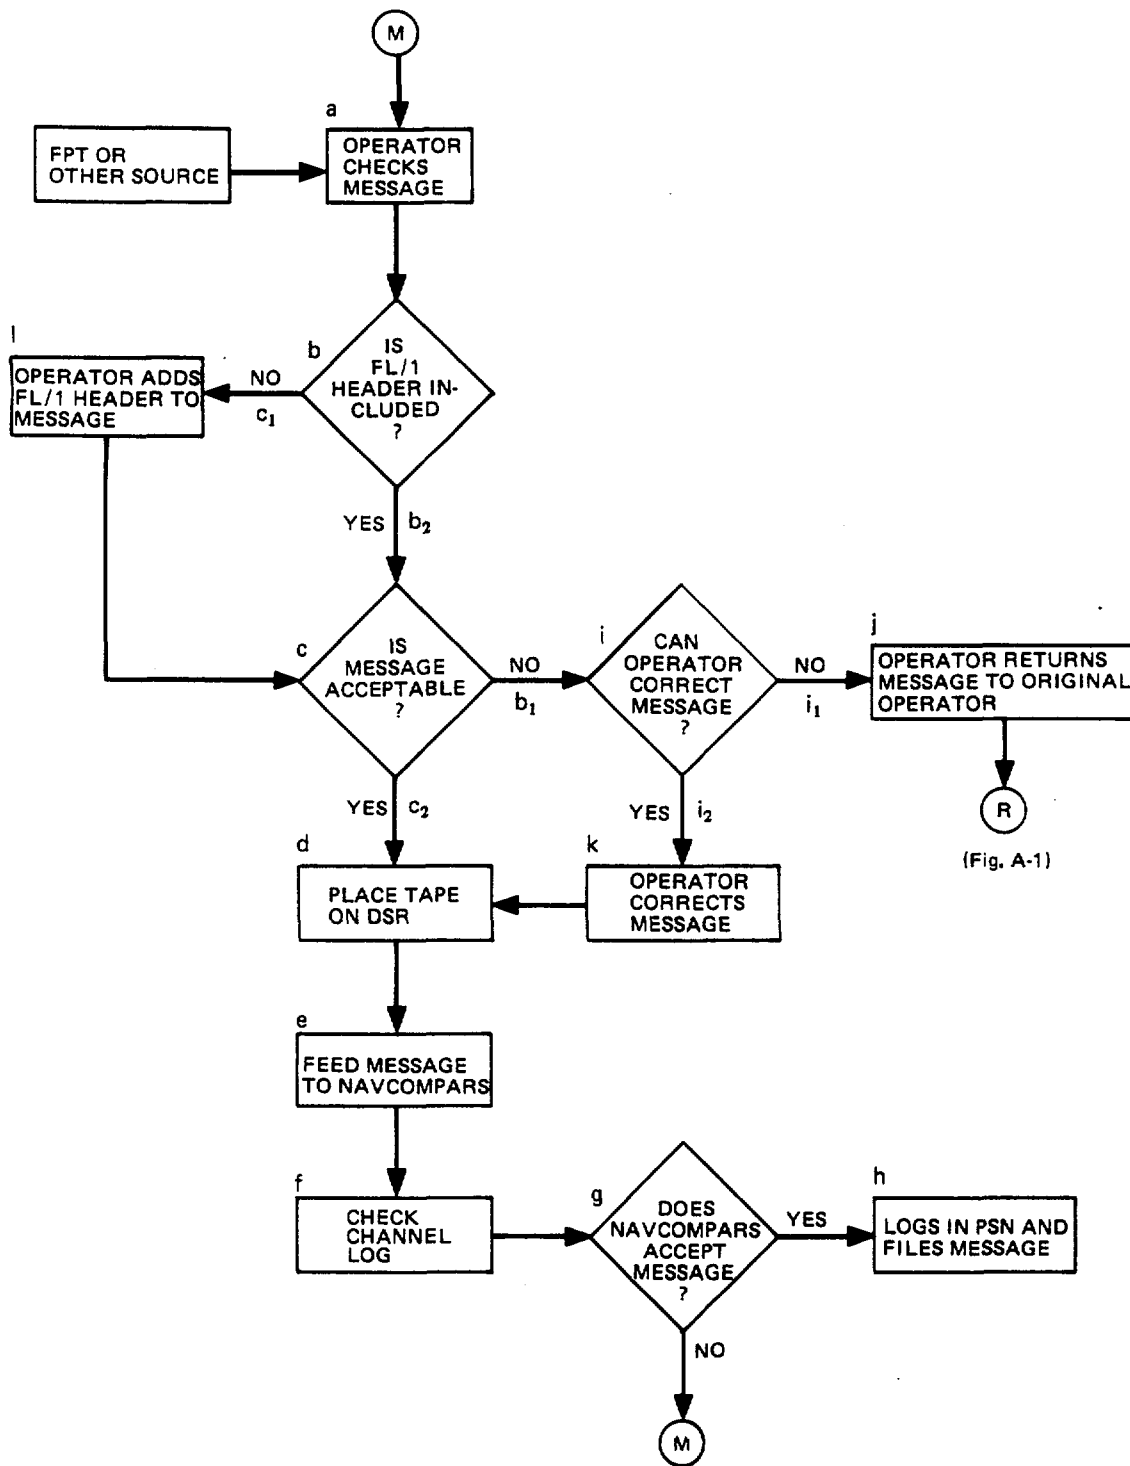 M
a
FPT OR
OTHER SOURCE
OPERATOR
CHECKS
MESSAGE
b
IS
FL/1
HEADER IN-
CLUDED
?
l
OPERATOR ADDS
FL/1 HEADER TO
MESSAGE
NO
c₁
YES b₂
c
IS
MESSAGE
ACCEPTABLE
?
NO
b₁
i
CAN
OPERATOR
CORRECT
MESSAGE
?
NO
i₁
j
OPERATOR RETURNS
MESSAGE TO ORIGINAL
OPERATOR
R
(Fig. A-1)
YES c₂
YES i₂
d
PLACE TAPE
ON DSR
k
OPERATOR
CORRECTS
MESSAGE
e
FEED MESSAGE
TO NAVCOMPARS
f
CHECK
CHANNEL
LOG
g
DOES
NAVCOMPARS
ACCEPT
MESSAGE
?
YES
h
LOGS IN PSN AND
FILES MESSAGE
NO
M